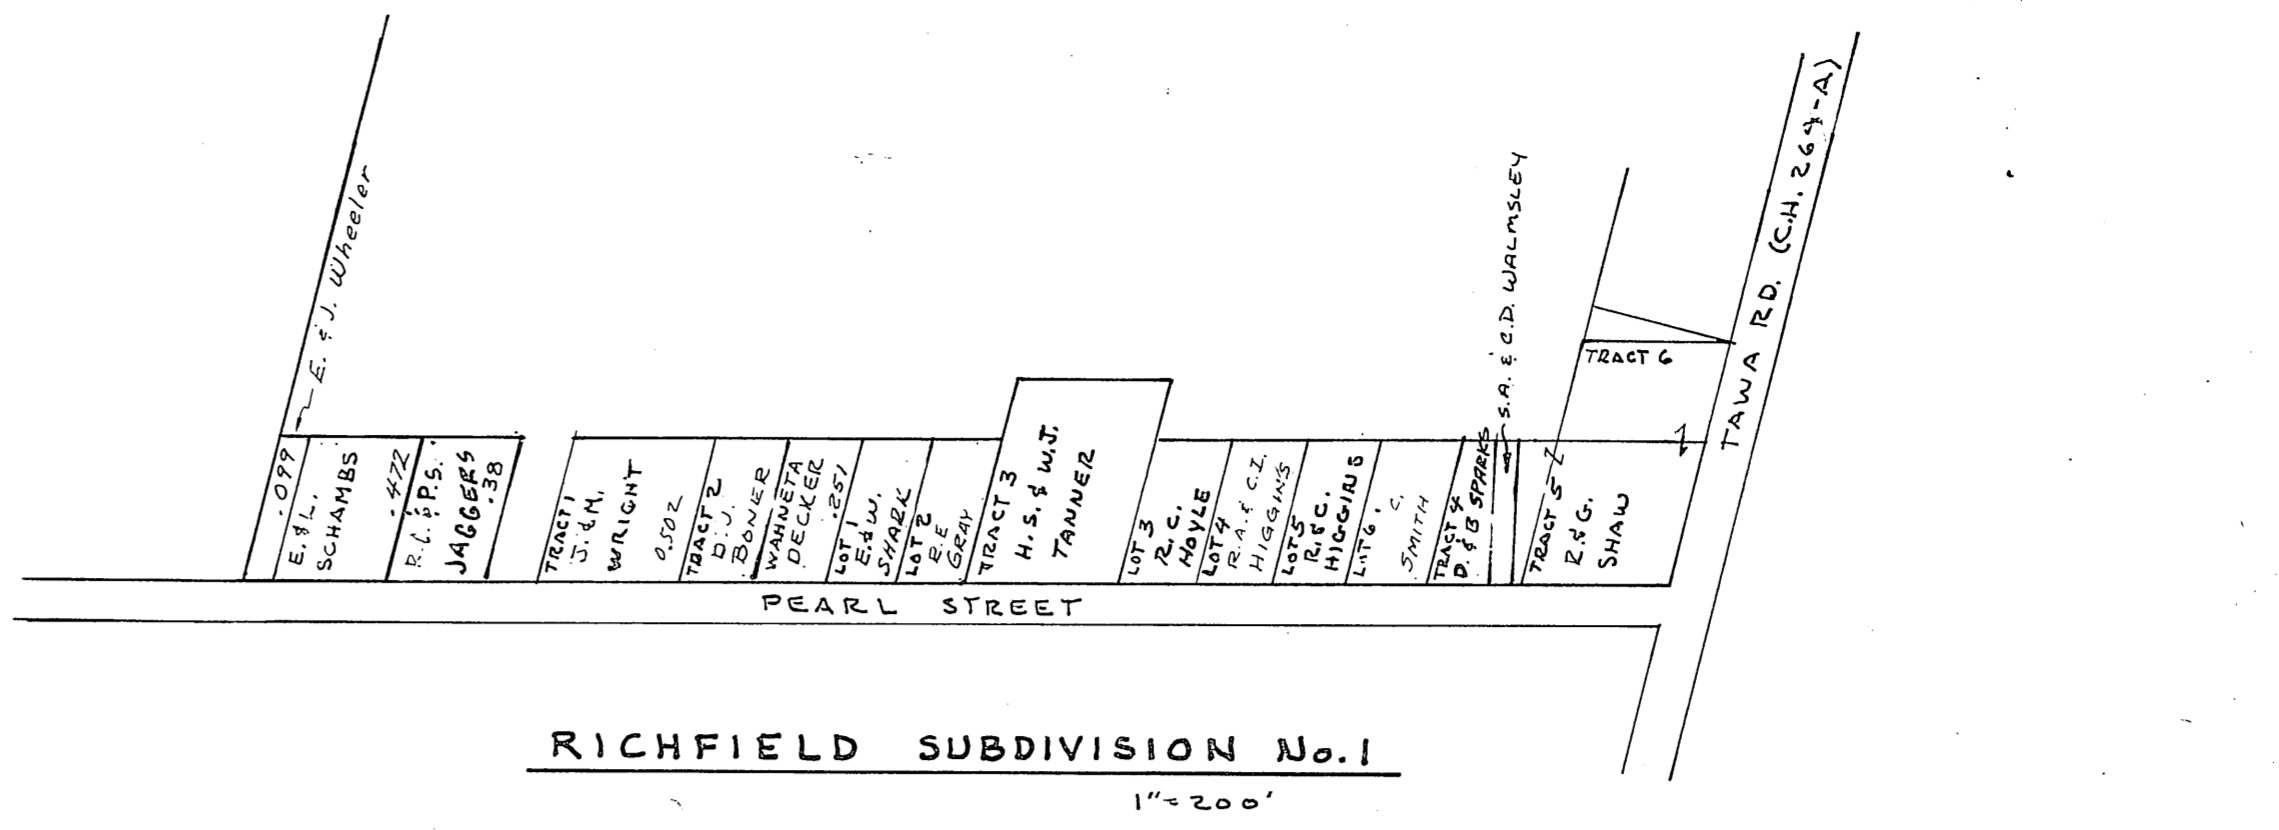 E. & J. Wheeler
.099
E. & L.
SCHAMBS
.472
R.L. & P.S.
JAGGERS
.38
TRACT 1
J. & M.
WRIGHT
0.502
TRACT 2
D. J.
BONER
WAHNETA
DECKER
.251
LOT 1
E. & W.
SHARK
LOT 2
R.E
GRAY
TRACT 3
H. S. & W.J.
TANNER
LOT 3
R. C.
HOYLE
LOT 4
R. A. & C. I.
HIGGINS
LOT 5
R. & C.
HIGGINS
LOT 6.
C.
SMITH
TRACT 4
D. & B SPARKS
S.A. & C.D. WALMSLEY
TRACT 5
R. & G.
SHAW
TRACT 6
TAWA RD. (C.H. 264-A)
PEARL STREET
RICHFIELD SUBDIVISION No. 1
1"=200'